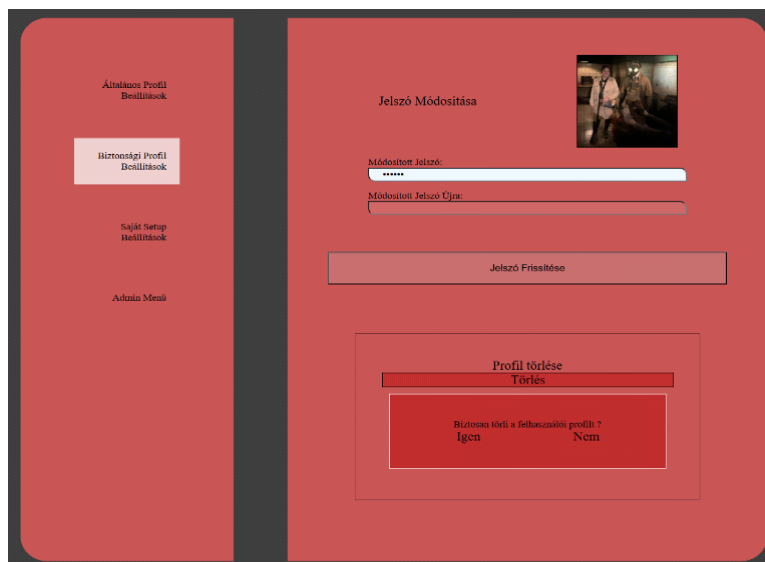 Általános Profil
Beállítások
Biztonsági Profil
Beállítások
Saját Setup
Beállítások
Admin Menü
Jelszó Módosítása
Módosított Jelszó:
••••••
Módosított Jelszó Újra:
Jelszó Frissítése
Profil törlése
Törlés
Biztosan törli a felhasználói profilt ?
Igen Nem